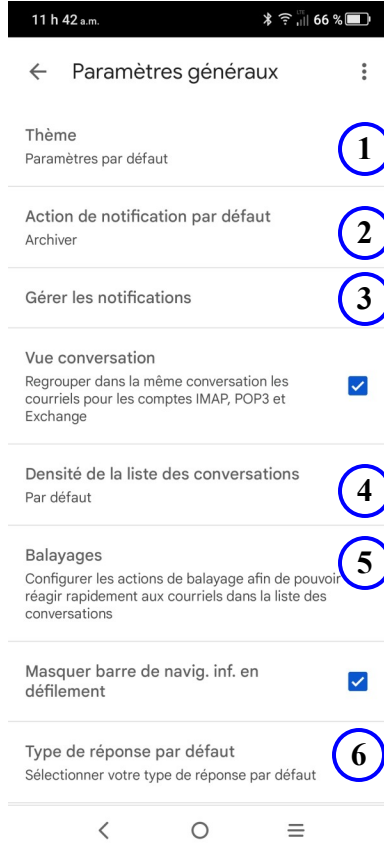 11 h 42 a.m.
LTE 66 %
Paramètres généraux
Thème
Paramètres par défaut
1
Action de notification par défaut
Archiver
2
Gérer les notifications
3
Vue conversation
Regrouper dans la même conversation les
courriels pour les comptes IMAP, POP3 et
Exchange
Densité de la liste des conversations
Par défaut
4
Balayages
5
Configurer les actions de balayage afin de pouvoir
réagir rapidement aux courriels dans la liste des
conversations
Masquer barre de navig. inf. en
défilement
Type de réponse par défaut
Sélectionner votre type de réponse par défaut
6